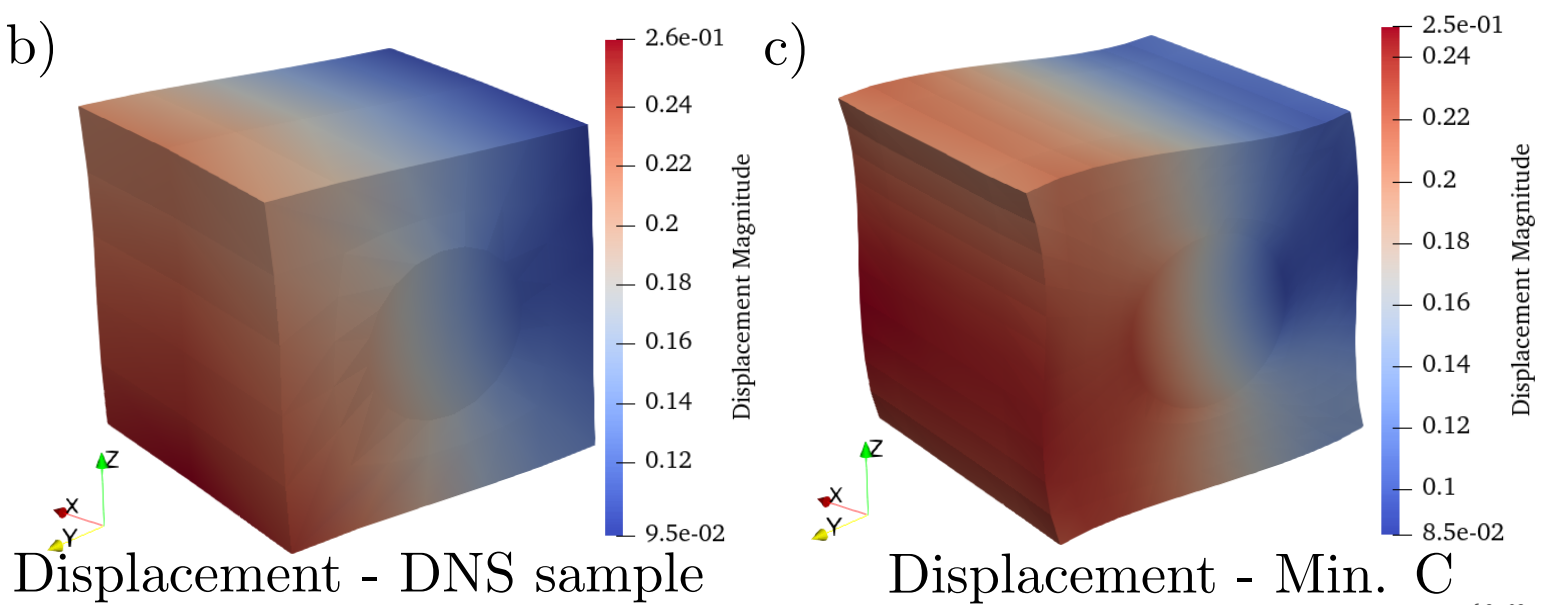 b)
2.6e-01
0.24
0.22
0.2
0.18
0.16
0.14
0.12
9.5e-02
Displacement Magnitude
Z
X
Y
Displacement - DNS sample
c)
2.5e-01
0.24
0.22
0.2
0.18
0.16
0.14
0.12
0.1
8.5e-02
Displacement Magnitude
Z
X
Y
Displacement - Min. C